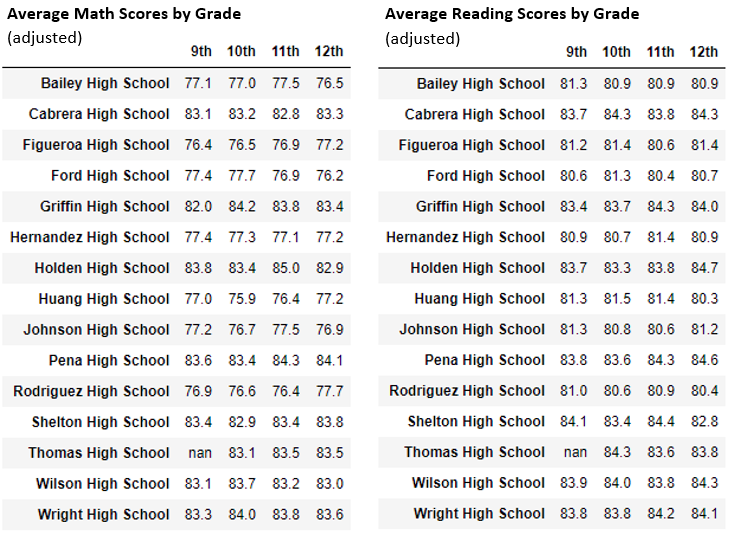 Average Math Scores by Grade
(adjusted)
9th 10th 11th 12th
Bailey High School 77.1 77.0 77.5 76.5
Cabrera High School 83.1 83.2 82.8 83.3
Figueroa High School 76.4 76.5 76.9 77.2
Ford High School 77.4 77.7 76.9 76.2
Griffin High School 82.0 84.2 83.8 83.4
Hernandez High School 77.4 77.3 77.1 77.2
Holden High School 83.8 83.4 85.0 82.9
Huang High School 77.0 75.9 76.4 77.2
Johnson High School 77.2 76.7 77.5 76.9
Pena High School 83.6 83.4 84.3 84.1
Rodriguez High School 76.9 76.6 76.4 77.7
Shelton High School 83.4 82.9 83.4 83.8
Thomas High School nan 83.1 83.5 83.5
Wilson High School 83.1 83.7 83.2 83.0
Wright High School 83.3 84.0 83.8 83.6
Average Reading Scores by Grade
(adjusted)
9th 10th 11th 12th
Bailey High School 81.3 80.9 80.9 80.9
Cabrera High School 83.7 84.3 83.8 84.3
Figueroa High School 81.2 81.4 80.6 81.4
Ford High School 80.6 81.3 80.4 80.7
Griffin High School 83.4 83.7 84.3 84.0
Hernandez High School 80.9 80.7 81.4 80.9
Holden High School 83.7 83.3 83.8 84.7
Huang High School 81.3 81.5 81.4 80.3
Johnson High School 81.3 80.8 80.6 81.2
Pena High School 83.8 83.6 84.3 84.6
Rodriguez High School 81.0 80.6 80.9 80.4
Shelton High School 84.1 83.4 84.4 82.8
Thomas High School nan 84.3 83.6 83.8
Wilson High School 83.9 84.0 83.8 84.3
Wright High School 83.8 83.8 84.2 84.1